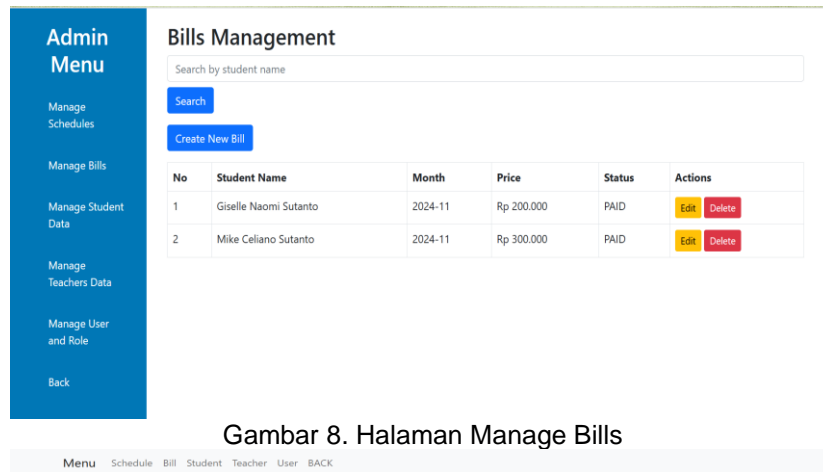 Admin
Menu
Manage
Schedules
Manage Bills
Manage Student
Data
Manage
Teachers Data
Manage User
and Role
Back
Bills Management
Search by student name
Search
Create New Bill
No Student Name Month Price Status Actions
1 Giselle Naomi Sutanto 2024-11 Rp 200.000 PAID Edit Delete
2 Mike Celiano Sutanto 2024-11 Rp 300.000 PAID Edit Delete
Gambar 8. Halaman Manage Bills
Menu Schedule Bill Student Teacher User BACK